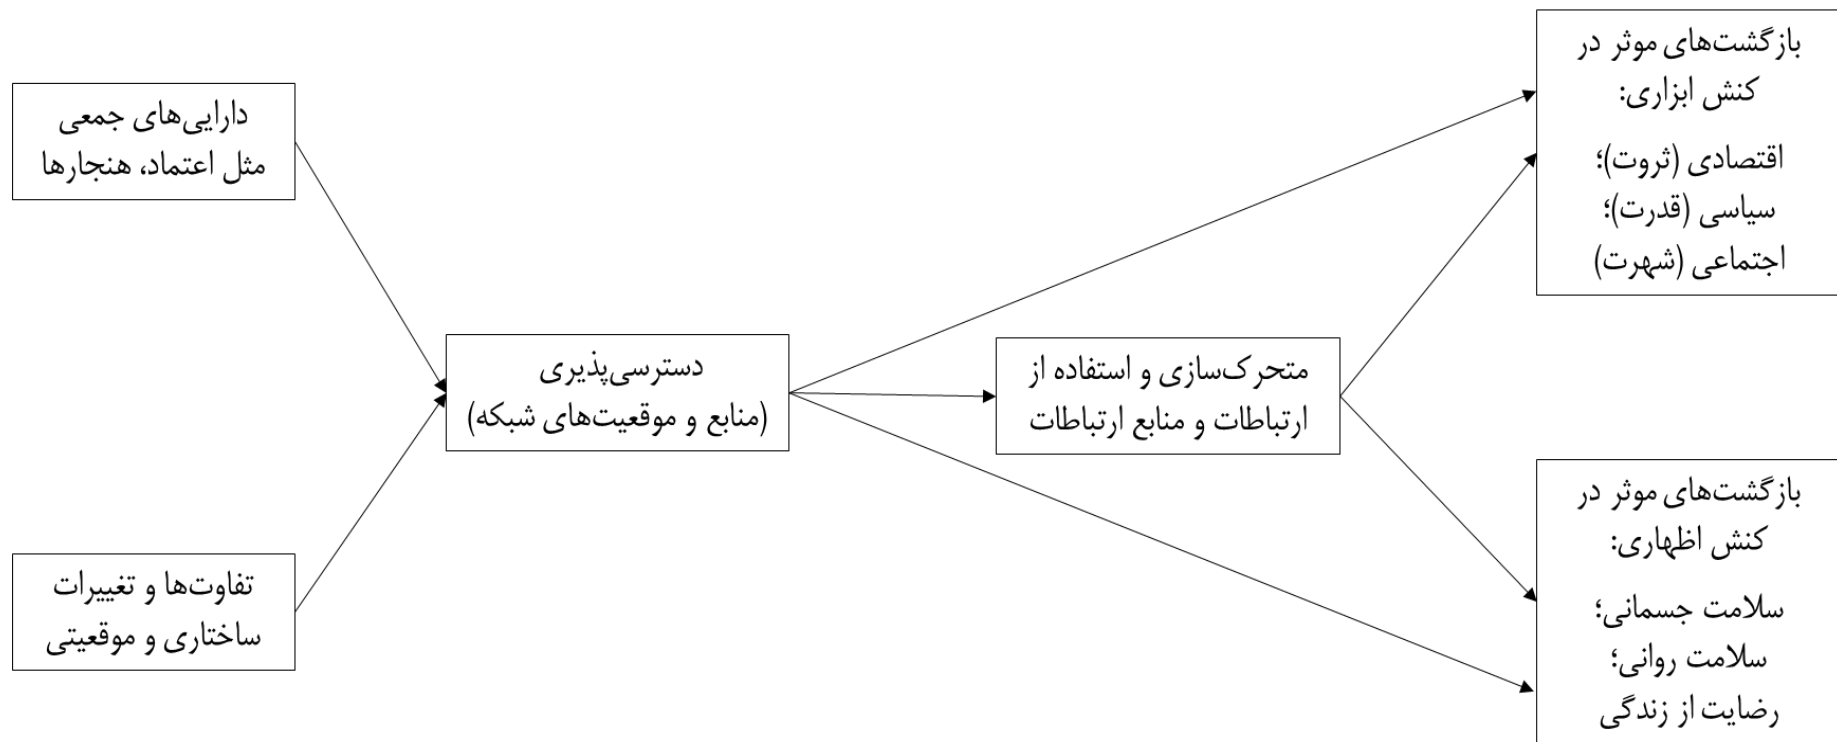 دارایی‌های جمعی
مثل اعتماد، هنجارها
تفاوت‌ها و تغییرات
ساختاری و موقعیتی
دسترسی‌پذیری
(منابع و موقعیت‌های شبکه)
متحرک‌سازی و استفاده از
ارتباطات و منابع ارتباطات
بازگشت‌های موثر در
کنش ابزاری:
اقتصادی (ثروت)؛
سیاسی (قدرت)؛
اجتماعی (شهرت)
بازگشت‌های موثر در
کنش اظهاری:
سلامت جسمانی؛
سلامت روانی؛
رضایت از زندگی